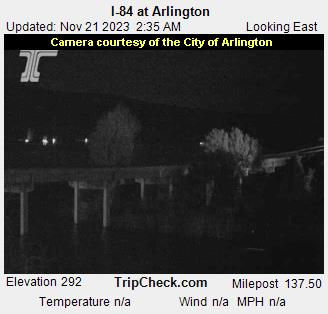 I-84 at Arlington
Updated: Nov 21 2023 2:35 AM Looking East
Camera courtesy of the City of Arlington
Elevation 292 TripCheck.com Milepost 137.50
Temperature n/a Wind n/a MPH n/a